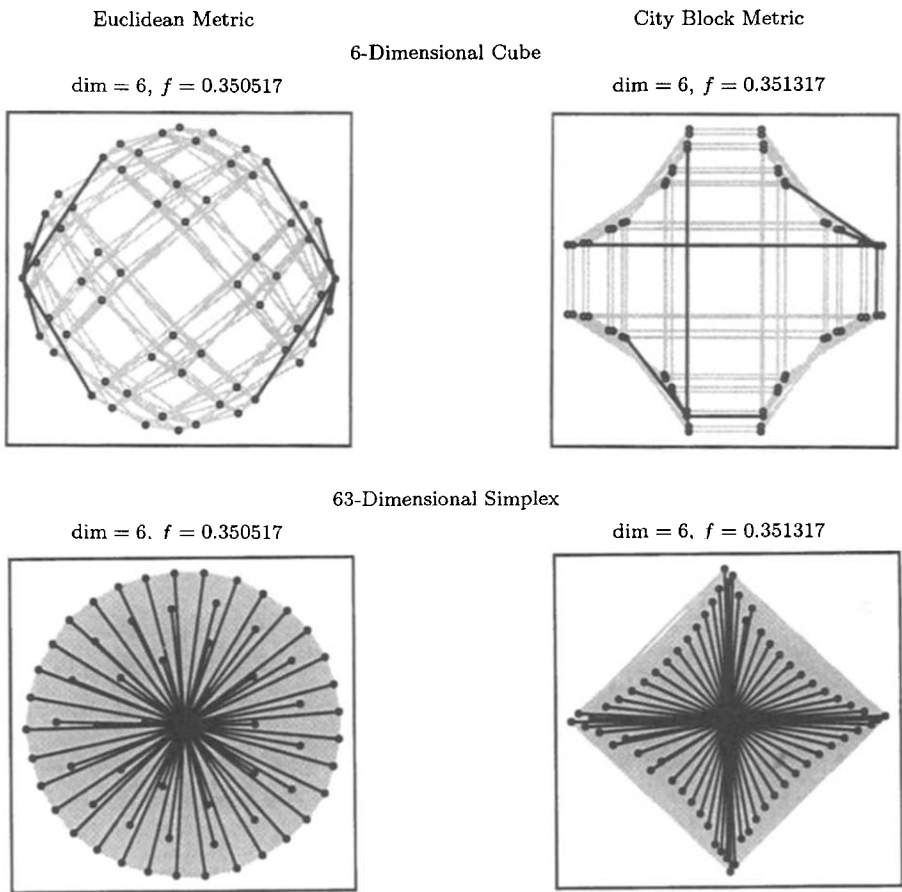 Euclidean Metric
City Block Metric
6-Dimensional Cube
dim = 6, f = 0.350517
dim = 6, f = 0.351317
63-Dimensional Simplex
dim = 6. f = 0.350517
dim = 6. f = 0.351317